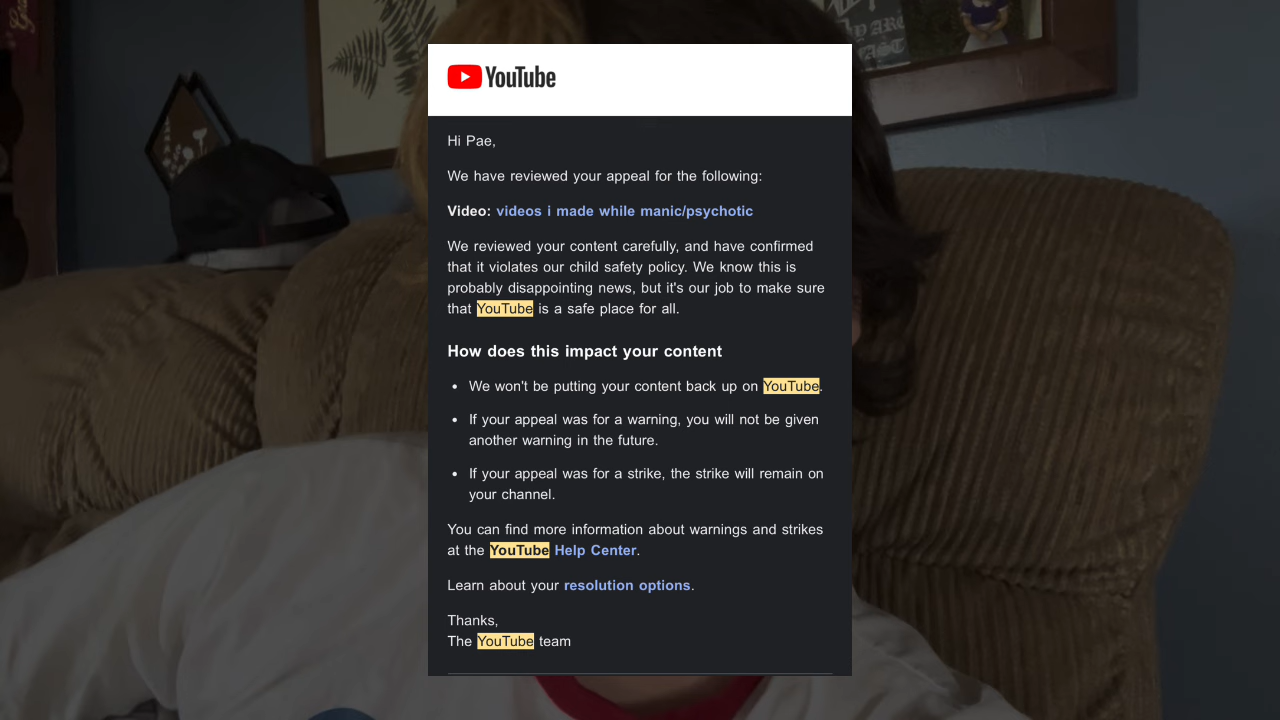 YouTube
Hi Pae,
We have reviewed your appeal for the following:
Video: videos i made while manic/psychotic
We reviewed your content carefully, and have confirmed
that it violates our child safety policy. We know this is
probably disappointing news, but it's our job to make sure
that YouTube is a safe place for all.
How does this impact your content
• We won't be putting your content back up on YouTube.
• If your appeal was for a warning, you will not be given
another warning in the future.
• If your appeal was for a strike, the strike will remain on
your channel.
You can find more information about warnings and strikes
at the YouTube Help Center.
Learn about your resolution options.
Thanks,
The YouTube team